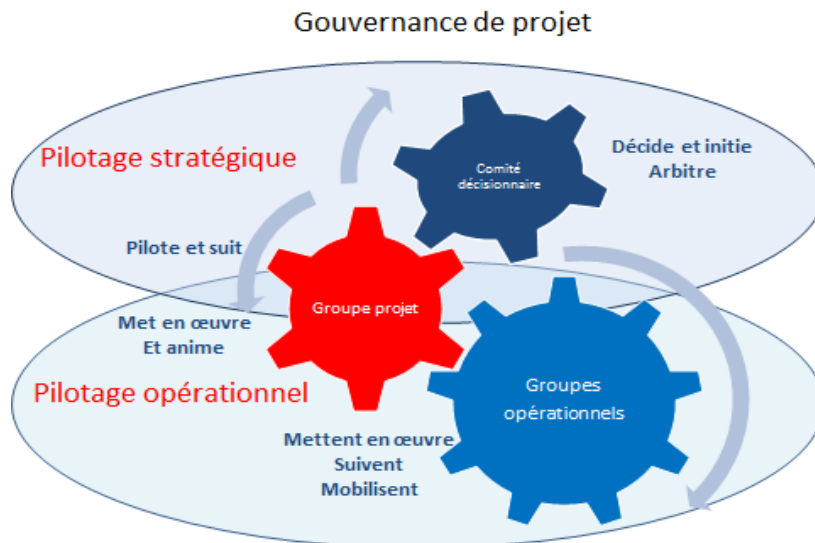 Gouvernance de projet
Pilotage stratégique
Comité
décisionnaire
Décide et initie
Arbitre
Pilote et suit
Groupe projet
Met en œuvre
Et anime
Pilotage opérationnel
Groupes
opérationnels
Mettent en œuvre
Suivent
Mobilisent